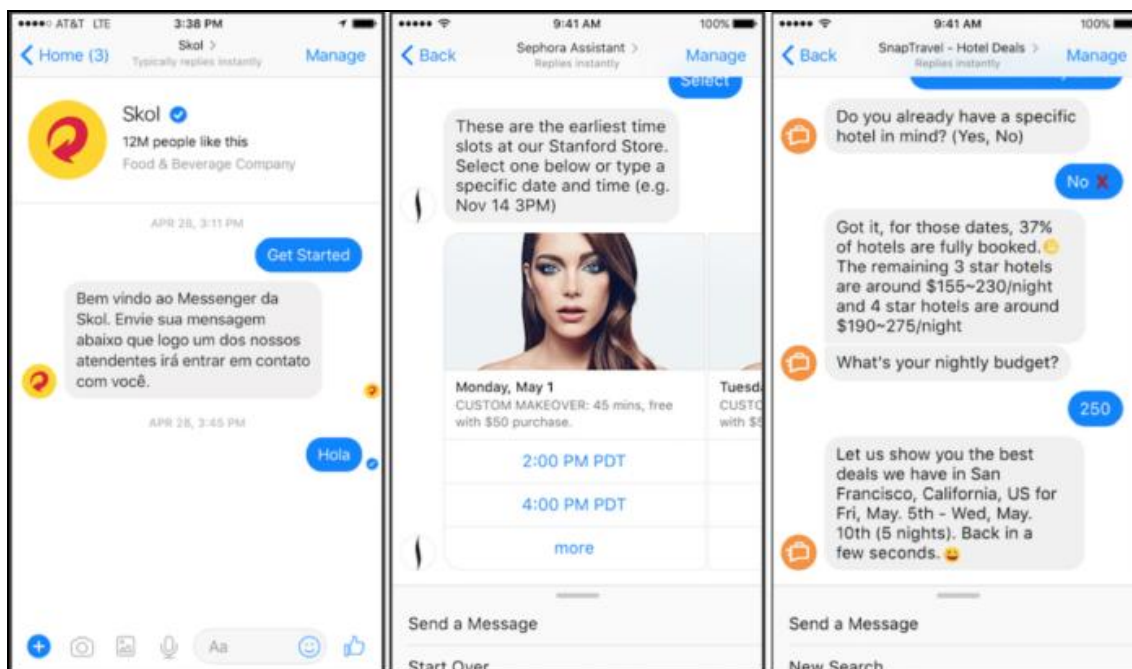 AT&T LTE
3:38 PM
Home (3)
Skol
Typically replies instantly
Manage
Skol
12M people like this
Food & Beverage Company
APR 28, 3:11 PM
Get Started
Bem vindo ao Messenger da
Skol. Envie sua mensagem
abaixo que logo um dos nossos
atendentes irá entrar em contato
com você.
APR 28, 3:45 PM
Hola
Aa
9:41 AM
100%
Back
Sephora Assistant
Replies instantly
Manage
Select
These are the earliest time
slots at our Stanford Store.
Select one below or type a
specific date and time (e.g.
Nov 14 3PM)
Monday, May 1
CUSTOM MAKEOVER: 45 mins, free
with $50 purchase.
2:00 PM PDT
4:00 PM PDT
more
Send a Message
Start Over
9:41 AM
100%
Back
SnapTravel - Hotel Deals
Replies instantly
Manage
Do you already have a specific
hotel in mind? (Yes, No)
No
Got it, for those dates, 37%
of hotels are fully booked.
The remaining 3 star hotels
are around $155~230/night
and 4 star hotels are around
$190~275/night
What's your nightly budget?
250
Let us show you the best
deals we have in San
Francisco, California, US for
Fri, May. 5th - Wed, May.
10th (5 nights). Back in a
few seconds.
Send a Message
New Search